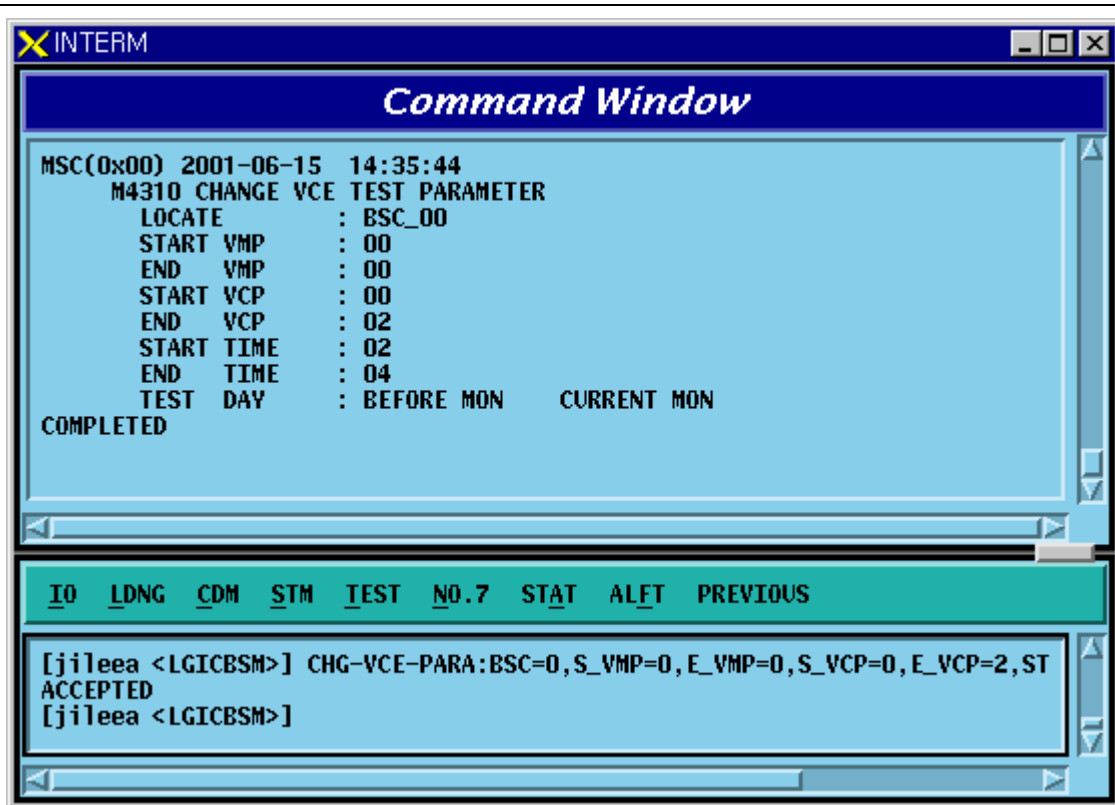 INTERM
Command Window
MSC(0x00) 2001-06-15 14:35:44
M4310 CHANGE VCE TEST PARAMETER
LOCATE : BSC_00
START VMP : 00
END VMP : 00
START VCP : 00
END VCP : 02
START TIME : 02
END TIME : 04
TEST DAY : BEFORE MON CURRENT MON
COMPLETED
IO LDNG CDM STM TEST NO.7 STAT ALFT PREVIOUS
[jileea <LGICBSM>] CHG-VCE-PARA:BSC=0,S_VMP=0,E_VMP=0,S_VCP=0,E_VCP=2,ST
ACCEPTED
[jileea <LGICBSM>]